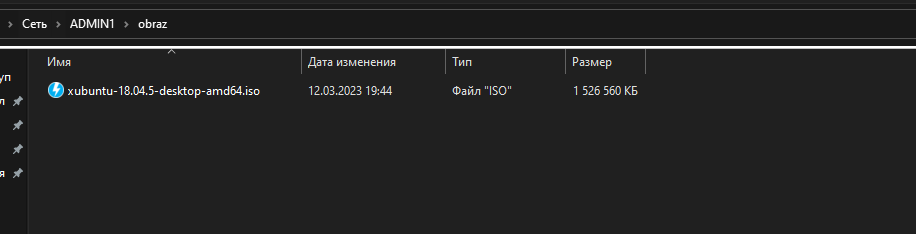 Сеть ADMIN1 obraz
Имя Дата изменения Тип Размер
xubuntu-18.04.5-desktop-amd64.iso 12.03.2023 19:44 Файл "ISO" 1 526 560 КБ